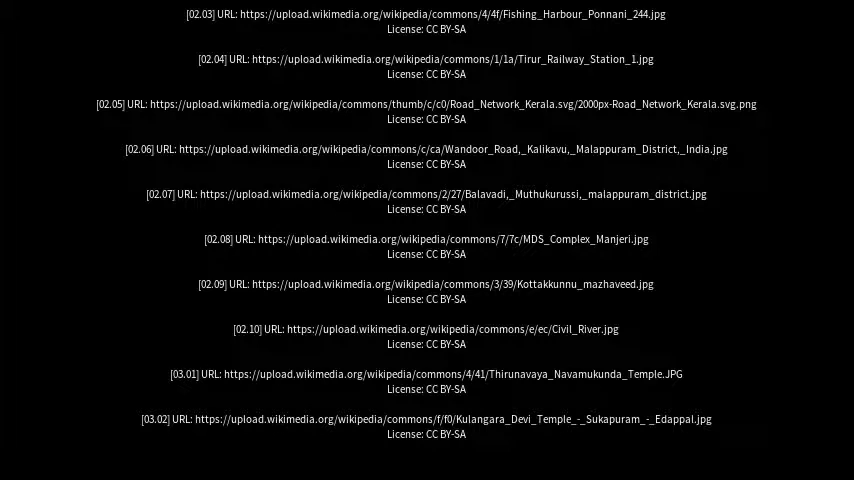 [02.03] URL: https://upload.wikimedia.org/wikipedia/commons/4/4f/Fishing_Harbour_Ponnani_244.jpg
License: CC BY-SA
[02.04] URL: https://upload.wikimedia.org/wikipedia/commons/1/1a/Tirur_Railway_Station_1.jpg
License: CC BY-SA
[02.05] URL: https://upload.wikimedia.org/wikipedia/commons/thumb/c/c0/Road_Network_Kerala.svg/2000px-Road_Network_Kerala.svg.png
License: CC BY-SA
[02.06] URL: https://upload.wikimedia.org/wikipedia/commons/c/ca/Wandoor_Road,_Kalikavu,_Malappuram_District,_India.jpg
License: CC BY-SA
[02.07] URL: https://upload.wikimedia.org/wikipedia/commons/2/27/Balavadi,_Muthukurussi,_malappuram_district.jpg
License: CC BY-SA
[02.08] URL: https://upload.wikimedia.org/wikipedia/commons/7/7c/MDS_Complex_Manjeri.jpg
License: CC BY-SA
[02.09] URL: https://upload.wikimedia.org/wikipedia/commons/3/39/Kottakkunnu_mazhaveed.jpg
License: CC BY-SA
[02.10] URL: https://upload.wikimedia.org/wikipedia/commons/e/ec/Civil_River.jpg
License: CC BY-SA
[03.01] URL: https://upload.wikimedia.org/wikipedia/commons/4/41/Thirunavaya_Navamukunda_Temple.JPG
License: CC BY-SA
[03.02] URL: https://upload.wikimedia.org/wikipedia/commons/f/f0/Kulangara_Devi_Temple_-_Sukapuram_-_Edappal.jpg
License: CC BY-SA